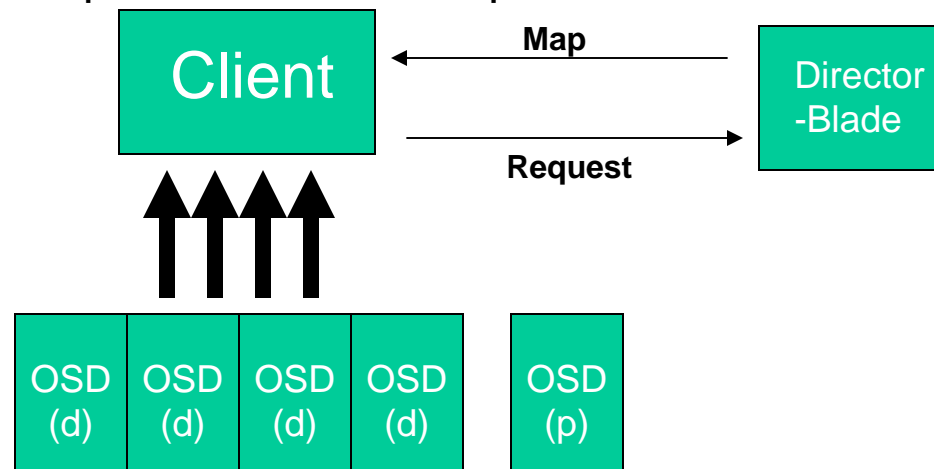 Map
Client
Director
-Blade
Request
OSD
(d)
OSD
(d)
OSD
(d)
OSD
(d)
OSD
(p)